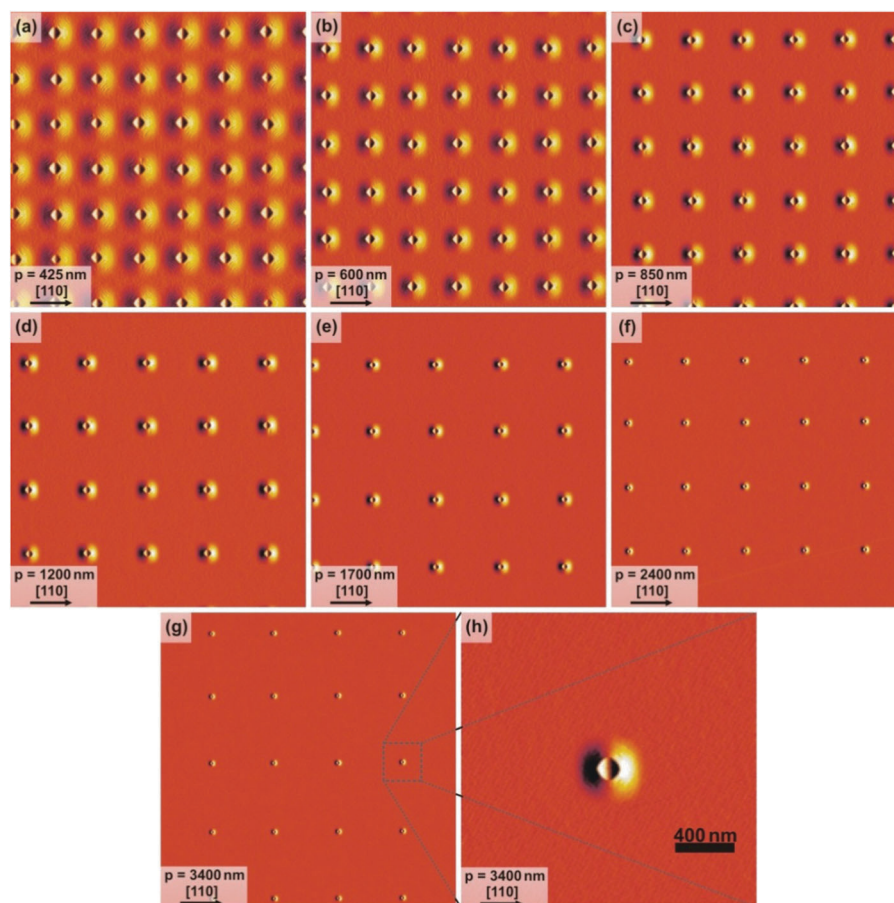 (a)
p = 425 nm
[110]
(b)
p = 600 nm
[110]
(c)
p = 850 nm
[110]
(d)
p = 1200 nm
[110]
(e)
p = 1700 nm
[110]
(f)
p = 2400 nm
[110]
(g)
p = 3400 nm
[110]
(h)
400 nm
p = 3400 nm
[110]